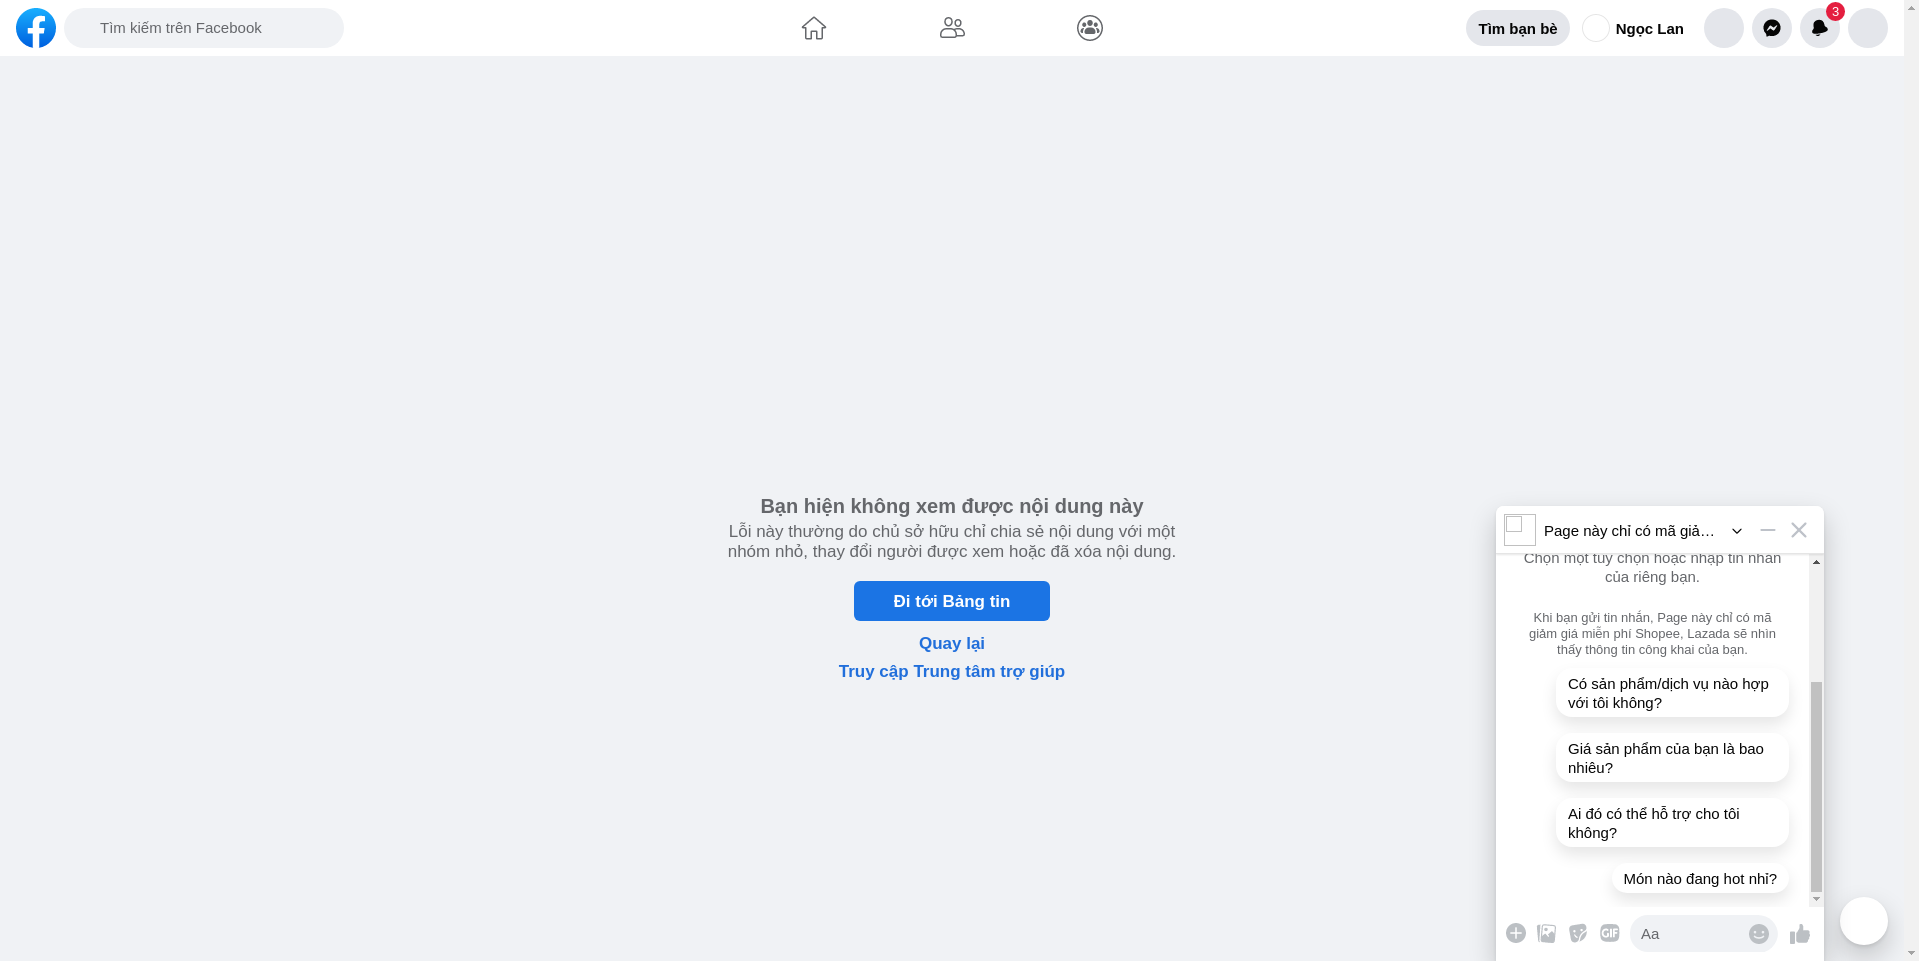 Tìm kiếm trên Facebook
Tìm bạn bè
Ngọc Lan
3
Bạn hiện không xem được nội dung này
Lỗi này thường do chủ sở hữu chỉ chia sẻ nội dung với một
nhóm nhỏ, thay đổi người được xem hoặc đã xóa nội dung.
Đi tới Bảng tin
Quay lại
Truy cập Trung tâm trợ giúp
Page này chỉ có mã giả...
Chọn một tùy chọn hoặc nhập tin nhắn
của riêng bạn.
Khi bạn gửi tin nhắn, Page này chỉ có mã
giảm giá miễn phí Shopee, Lazada sẽ nhìn
thấy thông tin công khai của bạn.
Có sản phẩm/dịch vụ nào hợp
với tôi không?
Giá sản phẩm của bạn là bao
nhiêu?
Ai đó có thể hỗ trợ cho tôi
không?
Món nào đang hot nhỉ?
GIF
Aa